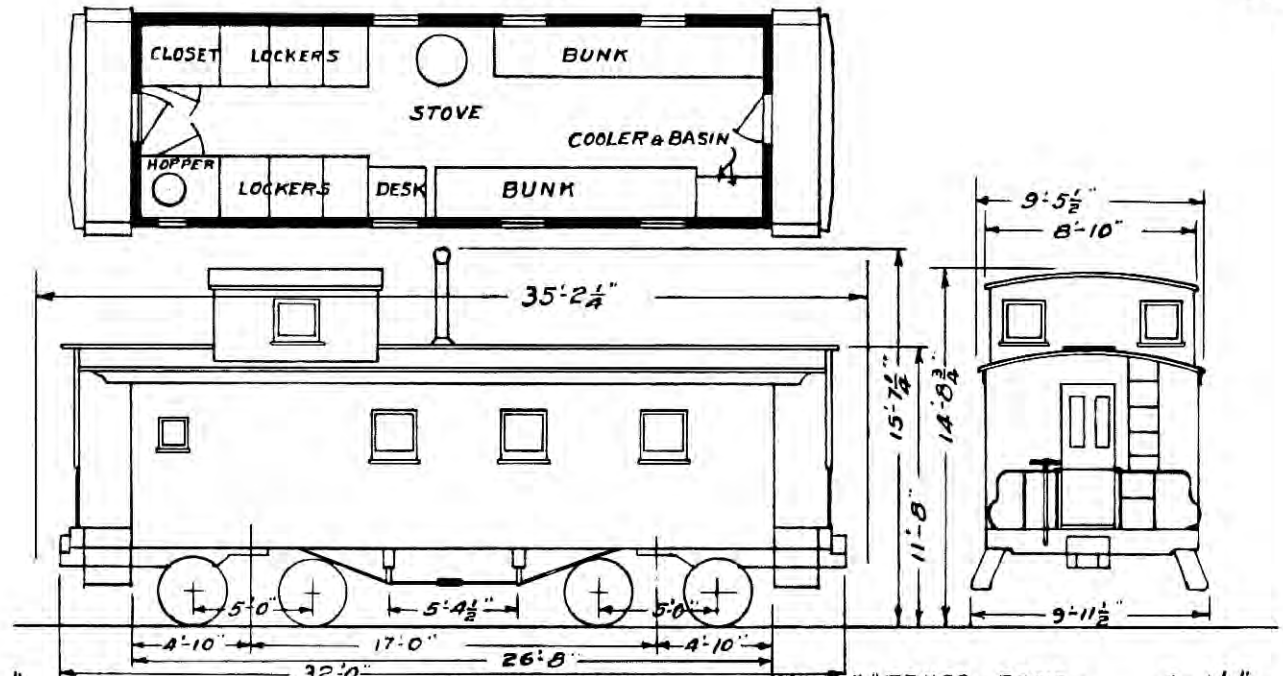 CLOSET LOCKERS
BUNK
STOVE
COOLER & BASIN
HOPPER
LOCKERS DESK BUNK
9'-5½"
8'-10"
35'-2¼"
15'-7¼"
14'-8¾"
11'-8"
5'-0" 5'-4½" 5'-0"
9'-11½"
4'-10" 17'-0" 4'-10"
26'-8"
32'-0"